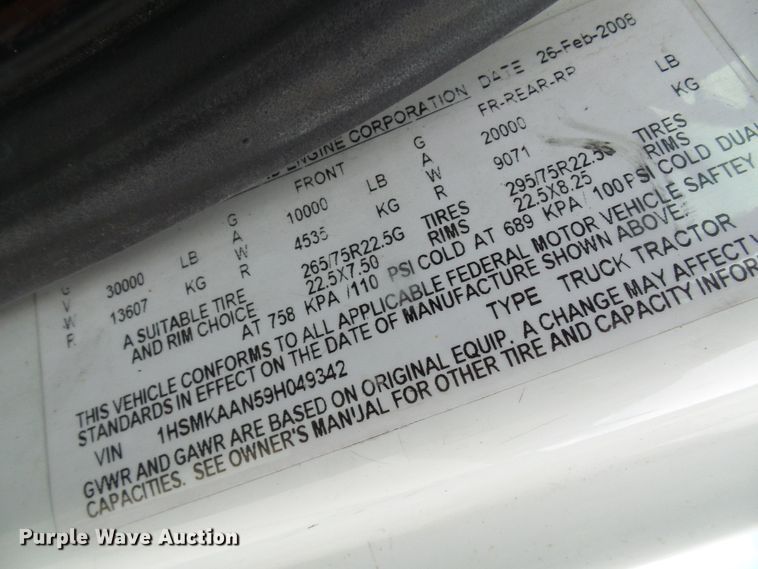 ENGINE CORPORATION DATE 26-Feb-2008
G FRONT G FR-REAR-RP
V 30000 LB A 10000 LB A 20000 LB
W 13607 KG W 4535 KG W 9071 KG
R R R
A SUITABLE TIRE 265/75R22.5G TIRES 295/75R22.5G TIRES
AND RIM CHOICE 22.5X7.50 RIMS 22.5X8.25 RIMS
AT 758 KPA /110 PSI COLD AT 689 KPA /100 PSI COLD DUAL
THIS VEHICLE CONFORMS TO ALL APPLICABLE FEDERAL MOTOR VEHICLE SAFTEY
STANDARDS IN EFFECT ON THE DATE OF MANUFACTURE SHOWN ABOVE.
VIN 1HSMKAAN59H049342 TYPE TRUCK TRACTOR
GVWR AND GAWR ARE BASED ON ORIGINAL EQUIP. A CHANGE MAY AFFECT
CAPACITIES. SEE OWNER'S MANUAL FOR OTHER TIRE AND CAPACITY INFOR
Purple Wave Auction